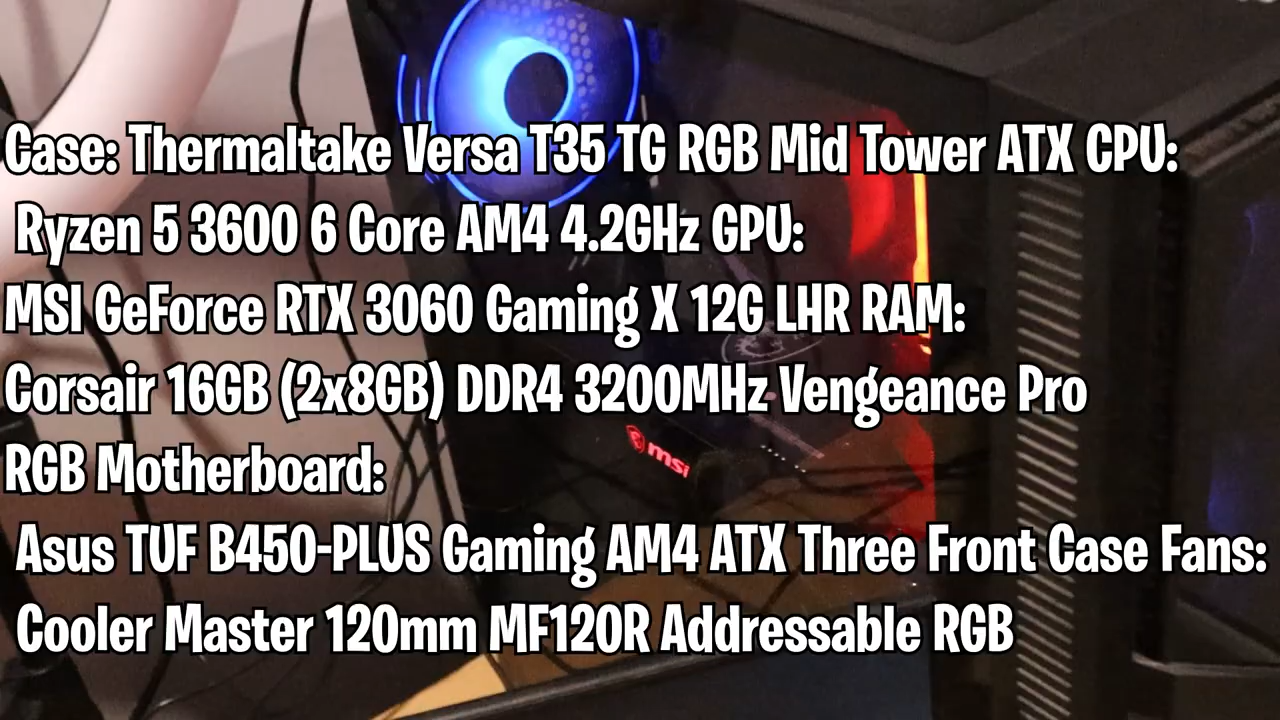 Case: Thermaltake Versa T35 TG RGB Mid Tower ATX CPU:
Ryzen 5 3600 6 Core AM4 4.2GHz GPU:
MSI GeForce RTX 3060 Gaming X 12G LHR RAM:
Corsair 16GB (2x8GB) DDR4 3200MHz Vengeance Pro
msi
RGB Motherboard:
Asus TUF B450-PLUS Gaming AM4 ATX Three Front Case Fans:
Cooler Master 120mm MF120R Addressable RGB